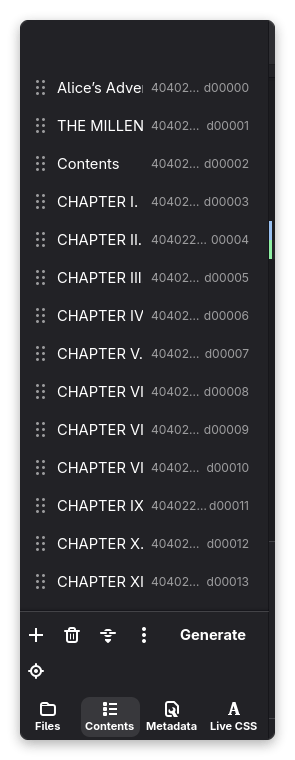 Alice's Adve 40402... d00000
THE MILLEN 40402... d00001
Contents 40402... d00002
CHAPTER I. 40402... d00003
CHAPTER II. 404022... 00004
CHAPTER III 40402... d00005
CHAPTER IV 40402... d00006
CHAPTER V. 40402... d00007
CHAPTER VI 40402... d00008
CHAPTER VI 40402... d00009
CHAPTER VI 40402... d00010
CHAPTER IX 404022... d00011
CHAPTER X. 40402... d00012
CHAPTER XI 40402... d00013
Generate
Files Contents Metadata Live CSS